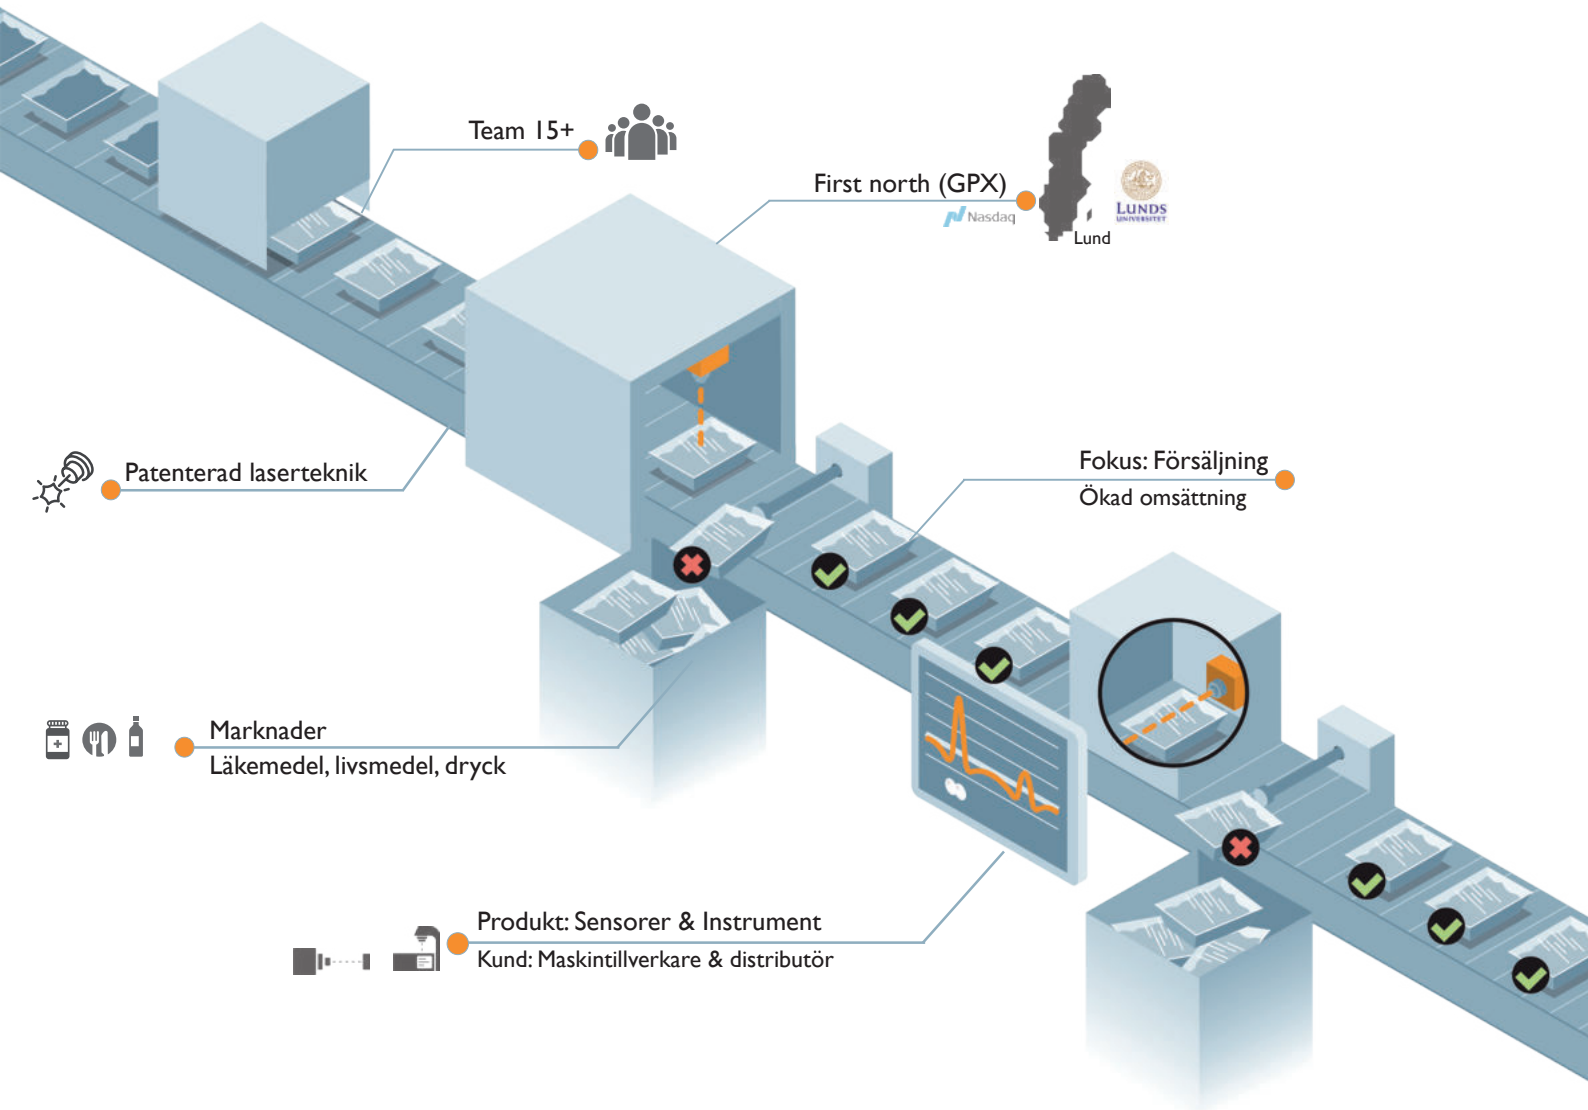 Team 15+
First north (GPX)
Nasdaq
LUNDS
UNIVERSITET
Lund
Patenterad laserteknik
Fokus: Försäljning
Ökad omsättning
Marknader
Läkemedel, livsmedel, dryck
Produkt: Sensorer & Instrument
Kund: Maskintillverkare & distributör